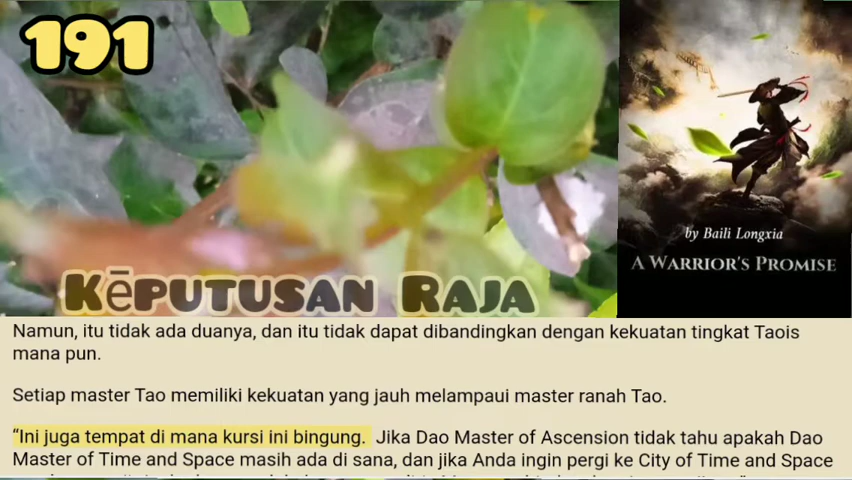 191
by Baili Longxia
A WARRIOR'S PROMISE
KĒPUTUSAN RAJA
Namun, itu tidak ada duanya, dan itu tidak dapat dibandingkan dengan kekuatan tingkat Taois
mana pun.
Setiap master Tao memiliki kekuatan yang jauh melampaui master ranah Tao.
“Ini juga tempat di mana kursi ini bingung. Jika Dao Master of Ascension tidak tahu apakah Dao
Master of Time and Space masih ada di sana, dan jika Anda ingin pergi ke City of Time and Space